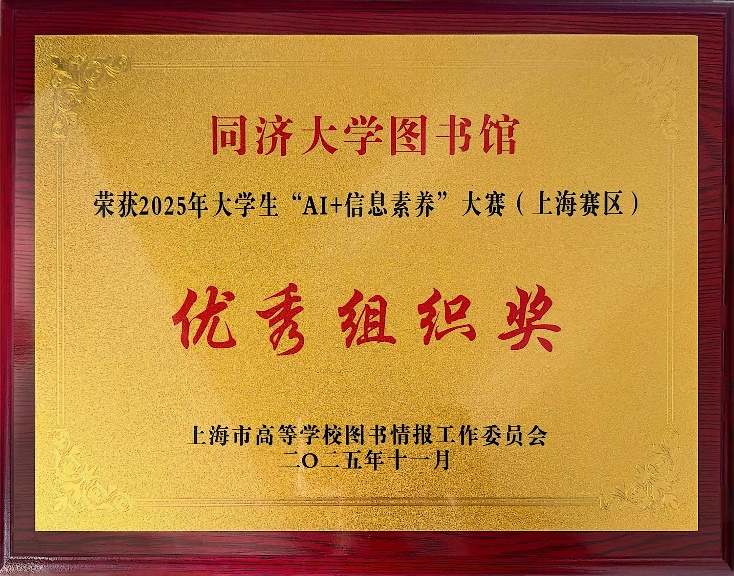 同济大学图书馆
荣获2025年大学生“AI+信息素养”大赛（上海赛区）
优秀组织奖
上海市高等学校图书情报工作委员会
二〇二五年十一月